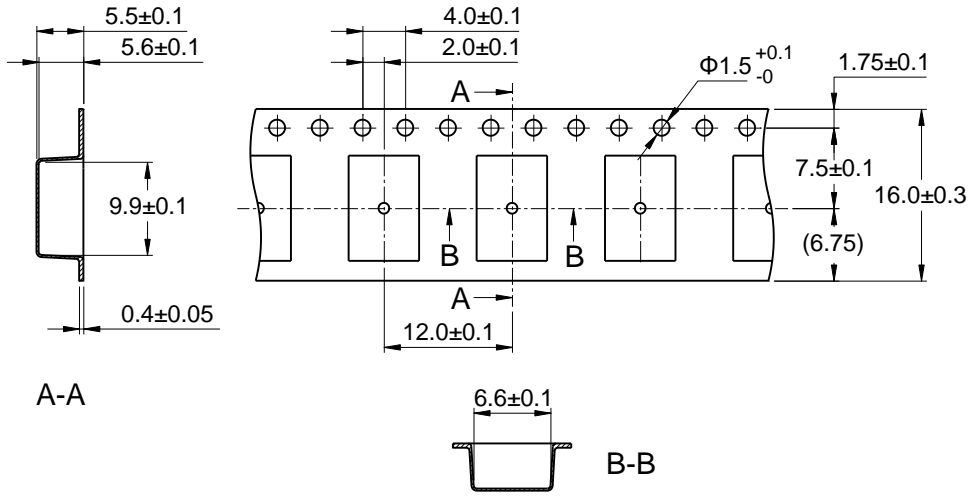 5.5±0.1
5.6±0.1
4.0±0.1
2.0±0.1
Φ1.5 +0.1 -0
1.75±0.1
A
7.5±0.1
16.0±0.3
9.9±0.1
(6.75)
B
B
A
0.4±0.05
12.0±0.1
A-A
6.6±0.1
B-B